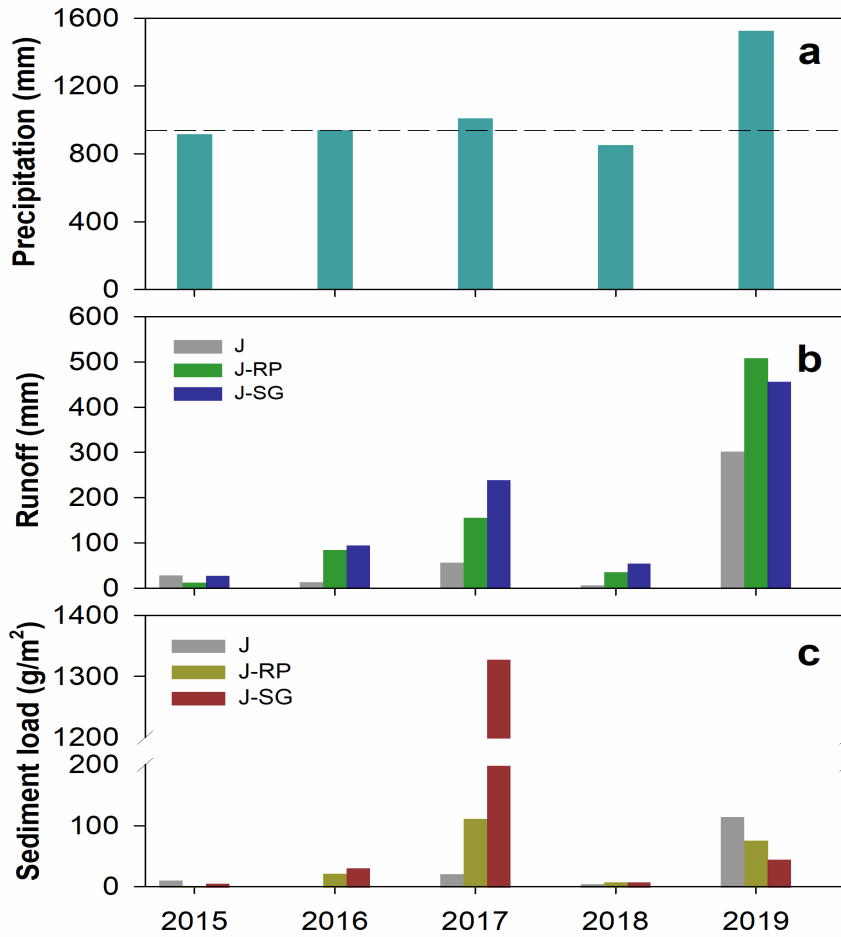 1600
a
1200
800
400
0
Precipitation (mm)
600
J
b
500
J-RP
400
J-SG
300
200
100
0
Runoff (mm)
1400
J
c
1300
J-RP
J-SG
1200
200
100
0
Sediment load (g/m²)
2015 2016 2017 2018 2019